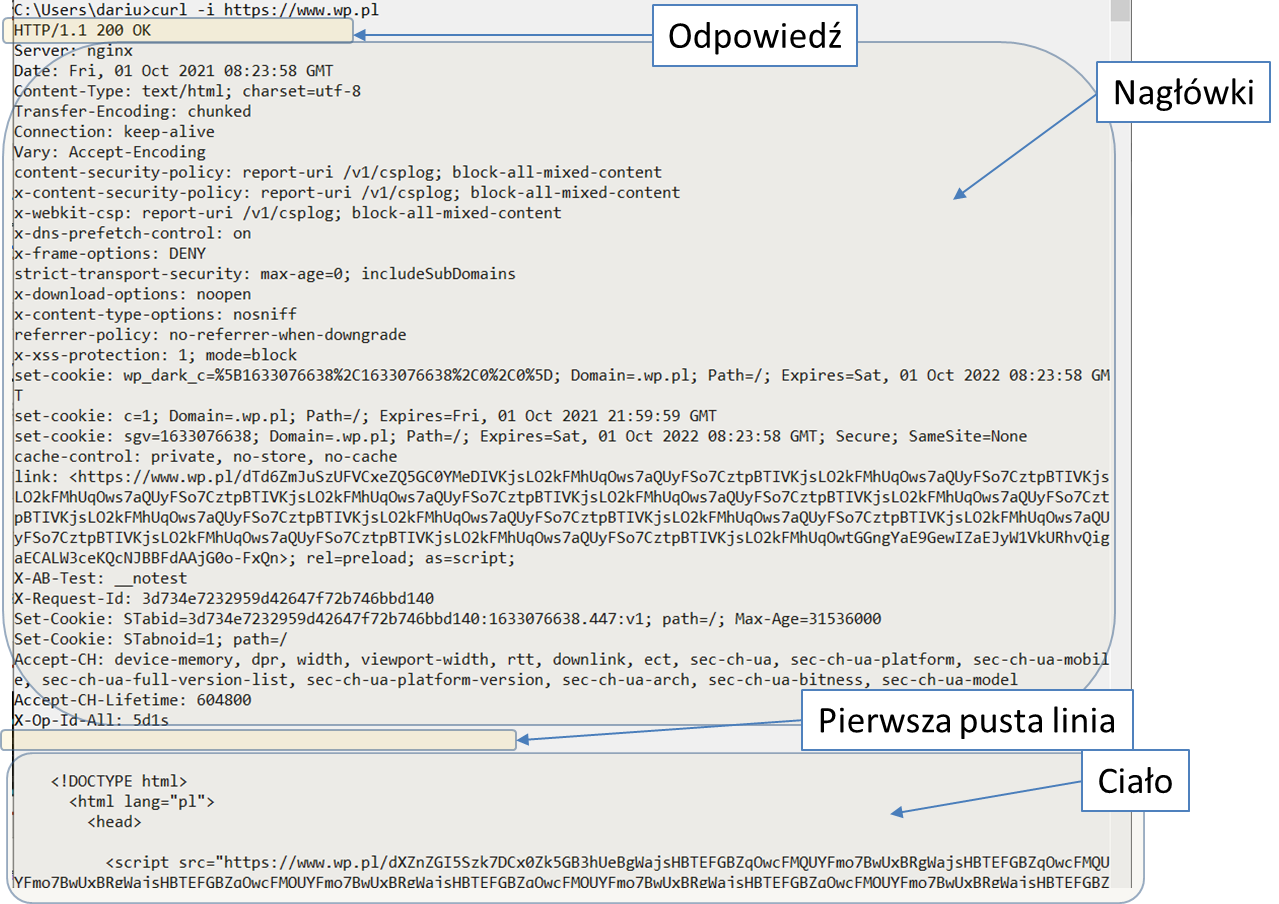 C:\Users\dariu>curl -i https://www.wp.pl
HTTP/1.1 200 OK
Odpowiedź
Server: nginx
Date: Fri, 01 Oct 2021 08:23:58 GMT
Nagłówki
Content-Type: text/html; charset=utf-8
Transfer-Encoding: chunked
Connection: keep-alive
Vary: Accept-Encoding
content-security-policy: report-uri /v1/csplog; block-all-mixed-content
x-content-security-policy: report-uri /v1/csplog; block-all-mixed-content
x-webkit-csp: report-uri /v1/csplog; block-all-mixed-content
x-dns-prefetch-control: on
x-frame-options: DENY
strict-transport-security: max-age=0; includeSubDomains
x-download-options: noopen
x-content-type-options: nosniff
referrer-policy: no-referrer-when-downgrade
x-xss-protection: 1; mode=block
set-cookie: wp_dark_c=%5B1633076638%2C1633076638%2C0%2C0%5D; Domain=.wp.pl; Path=/; Expires=Sat, 01 Oct 2022 08:23:58 GM
T
set-cookie: c=1; Domain=.wp.pl; Path=/; Expires=Fri, 01 Oct 2021 21:59:59 GMT
set-cookie: sgv=1633076638; Domain=.wp.pl; Path=/; Expires=Sat, 01 Oct 2022 08:23:58 GMT; Secure; SameSite=None
cache-control: private, no-store, no-cache
link: <https://www.wp.pl/dTd6ZmJuSzUFVCxeZQ5GC0YMeDIVKjsLO2kFMhUqOws7aQUyFSo7CztpBTIVKjsLO2kFMhUqOws7aQUyFSo7CztpBTIVKjs
LO2kFMhUqOws7aQUyFSo7CztpBTIVKjsLO2kFMhUqOws7aQUyFSo7CztpBTIVKjsLO2kFMhUqOws7aQUyFSo7CztpBTIVKjsLO2kFMhUqOws7aQUyFSo7Czt
pBTIVKjsLO2kFMhUqOws7aQUyFSo7CztpBTIVKjsLO2kFMhUqOws7aQUyFSo7CztpBTIVKjsLO2kFMhUqOws7aQUyFSo7CztpBTIVKjsLO2kFMhUqOws7aQU
yFSo7CztpBTIVKjsLO2kFMhUqOws7aQUyFSo7CztpBTIVKjsLO2kFMhUqOws7aQUyFSo7CztpBTIVKjsLO2kFMhUqOwtGGngYaE9GewIZaEJyW1VkURhvQig
aECALW3ceKQcNJBBFdAAjG0o-FxQn>; rel=preload; as=script;
X-AB-Test: __notest
X-Request-Id: 3d734e7232959d42647f72b746bbd140
Set-Cookie: STabid=3d734e7232959d42647f72b746bbd140:1633076638.447:v1; path=/; Max-Age=31536000
Set-Cookie: STabnoid=1; path=/
Accept-CH: device-memory, dpr, width, viewport-width, rtt, downlink, ect, sec-ch-ua, sec-ch-ua-platform, sec-ch-ua-mobil
e, sec-ch-ua-full-version-list, sec-ch-ua-platform-version, sec-ch-ua-arch, sec-ch-ua-bitness, sec-ch-ua-model
Accept-CH-Lifetime: 604800
X-Op-Id-All: 5d1s
Pierwsza pusta linia
Ciało
<!DOCTYPE html>
<html lang="pl">
<head>
<script src="https://www.wp.pl/dXZnZGI5Szk7DCx0Zk5GB3hUeBgWajsHBTEFGBZqOwcFMQUYFmo7BwUxBRgWajsHBTEFGBZqOwcFMQU